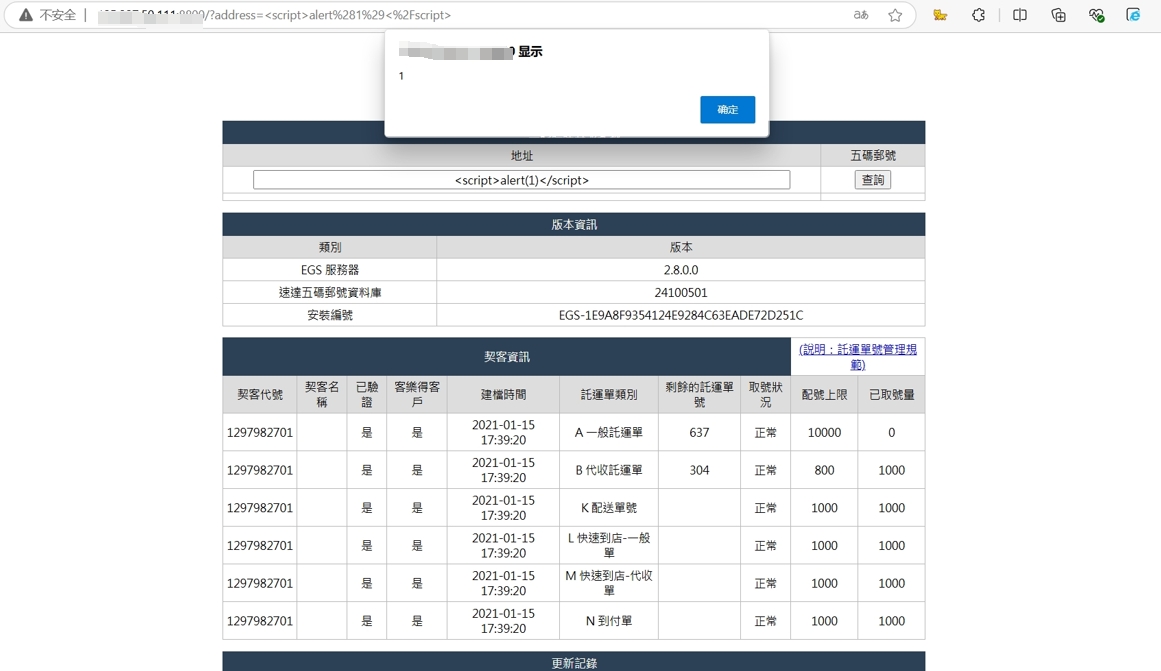 不安全
/?address=<script>alert%281%29<%2Fscript>
显示
1
确定
地址 五碼郵號
<script>alert(1)</script> 查詢
版本資訊
類別 版本
EGS 服務器 2.8.0.0
速達五碼郵號資料庫 24100501
安裝編號 EGS-1E9A8F9354124E9284C63EADE72D251C
契客資訊 (說明：託運單號管理規
範)
契客代號 契客名
稱 已驗
證 客樂得客
戶 建檔時間 託運單類別 剩餘的託運單
號 取號狀
況 配號上限 已取號量
1297982701 是 是 2021-01-15
17:39:20 A 一般託運單 637 正常 10000 0
1297982701 是 是 2021-01-15
17:39:20 B 代收託運單 304 正常 800 1000
1297982701 是 是 2021-01-15
17:39:20 K 配送單號 正常 1000 1000
1297982701 是 是 2021-01-15
17:39:20 L 快速到店-一般
單 正常 1000 1000
1297982701 是 是 2021-01-15
17:39:20 M 快速到店-代收
單 正常 1000 1000
1297982701 是 是 2021-01-15
17:39:20 N 到付單 正常 1000 1000
更新記錄